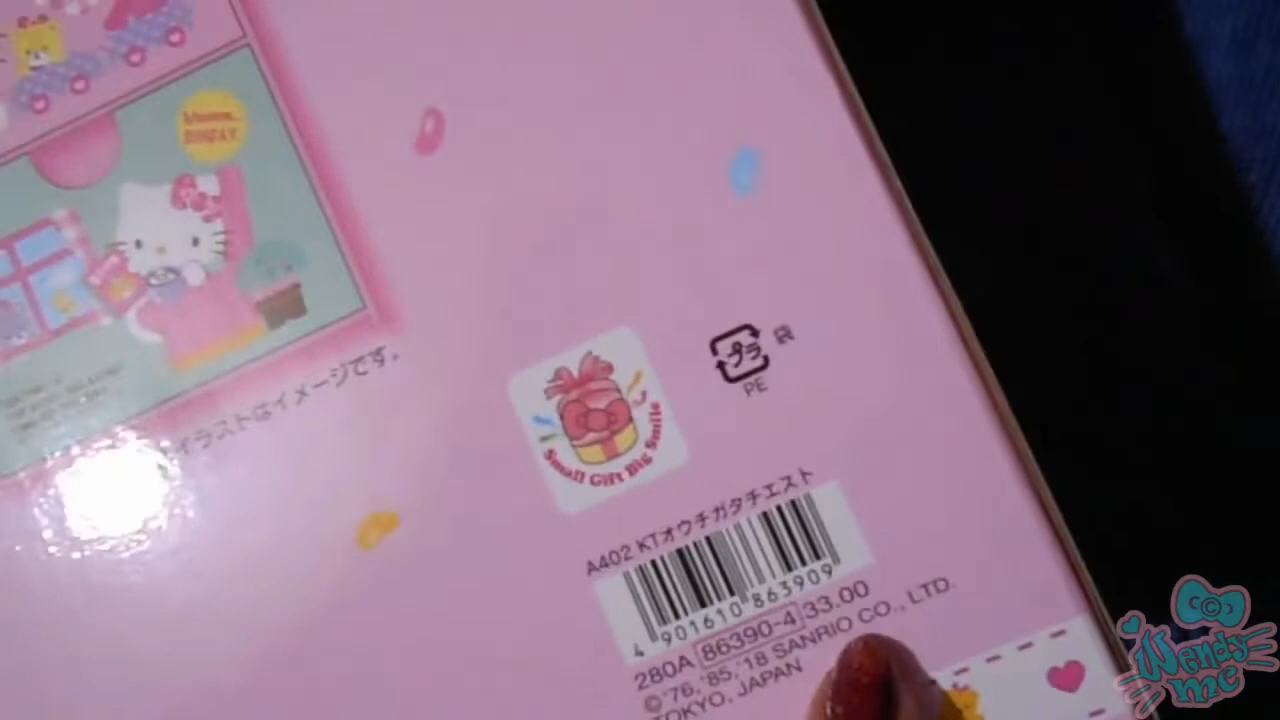 SUNDAY
イラストはイメージです。
プラ
袋
PE
Small Gift Big Smile
A402 KTオウチガタチエスト
4 901610 863909
280A 86390-4 33.00
©'76,'85,'18 SANRIO CO., LTD.
TOKYO, JAPAN
Wendy
me